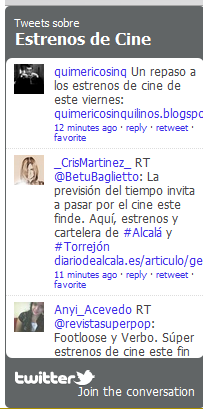 Tweets sobre
Estrenos de Cine
quimericosinq Un repaso a
los estrenos de cine de
este viernes:
quimericosinquilinos.blogspo
12 minutes ago · reply · retweet ·
favorite
_CrisMartinez_ RT
@BetuBaglietto: La
previsión del tiempo invita
a pasar por el cine este
finde. Aquí, estrenos y
cartelera de #Alcalá y
#Torrejón
diariodealcala.es/articulo/ge
11 minutes ago · reply · retweet ·
favorite
Anyi_Acevedo RT
@revistasuperpop:
Footloose y Verbo. Súper
estrenos de cine este fin
twitter
Join the conversation